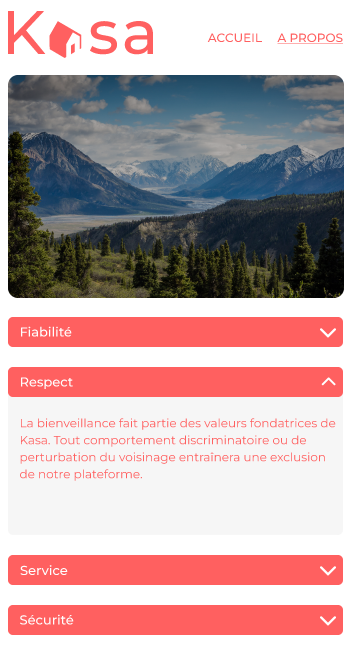 Kasa
ACCUEIL A PROPOS
Fiabilité
Respect
La bienveillance fait partie des valeurs fondatrices de
Kasa. Tout comportement discriminatoire ou de
perturbation du voisinage entraînera une exclusion
de notre plateforme.
Service
Sécurité